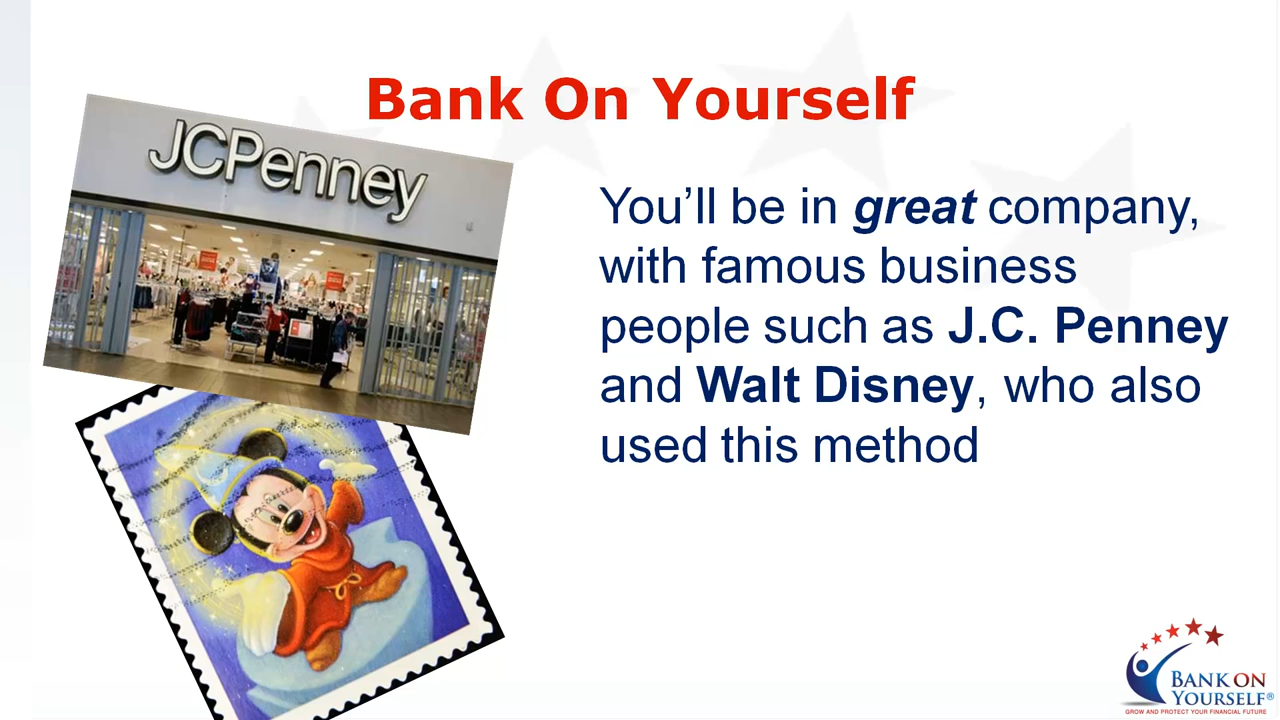 Bank On Yourself
JCPenney
You’ll be in great company,
with famous business
people such as J.C. Penney
and Walt Disney, who also
used this method
BANK ON
YOURSELF®
GROW AND PROTECT YOUR FINANCIAL FUTURE